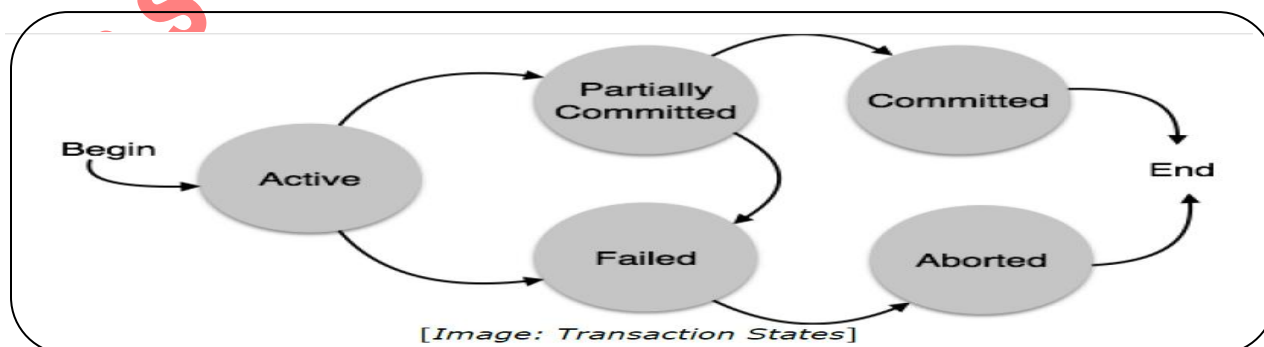 Partially
Committed
Committed
Begin
Active
End
Failed
Aborted
[Image: Transaction States]